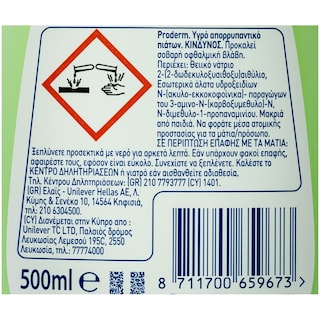 Proderm. Υγρό απορρυπαντικό
πιάτων. ΚΙΝΔΥΝΟΣ. Προκαλεί
σοβαρή οφθαλμική βλάβη.
Περιέχει: θειικό νάτριο
2-(2-δωδεκυλοξυαιθοξυ)αιθύλιο,
Εσωτερικά άλατα υδροξειδίων
N-(ακυλο-εκκοκοφοίνικα)- παραγώγων
του 3-αμινο-N-(καρβοξυμεθυλο)-N,
N-διμεθυλο-1-προπαναμινίου. Μακριά
από παιδιά. Να φοράτε μέσα ατομικής
προστασίας για τα μάτια/πρόσωπο.
ΣΕ ΠΕΡΙΠΤΩΣΗ ΕΠΑΦΗΣ ΜΕ ΤΑ ΜΑΤΙΑ:
Ξεπλύνετε προσεκτικά με νερό για αρκετά λεπτά. Εάν υπάρχουν φακοί επαφής,
αφαιρέστε τους, εφόσον είναι εύκολο. Συνεχίστε να ξεπλένετε. Καλέστε το
ΚΕΝΤΡΟ ΔΗΛΗΤΗΡΙΑΣΕΩΝ ή γιατρό εάν αισθανθείτε αδιαθεσία.
Τηλ. Κέντρου Δηλητηριάσεων: (GR) 210 7793777 (CY) 1401.
(GR) Ελαΐς - Unilever Hellas AE, Λ.
Κύμης & Σενέκα 10, 14564 Κηφισιά,
τηλ: 210 6304500.
(CY) Διανέμεται στην Κύπρο από :
Unilever TC LTD, Παλαιός δρόμος
Λευκωσίας Λεμεσού 195C, 2550
Λευκωσία, τηλ: 77774000
500ml e
8 711700 659673 >